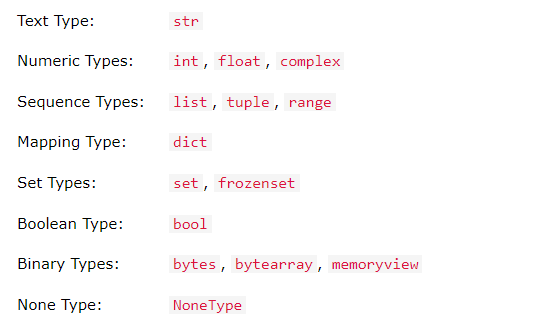 Text Type: str
Numeric Types: int, float, complex
Sequence Types: list, tuple, range
Mapping Type: dict
Set Types: set, frozenset
Boolean Type: bool
Binary Types: bytes, bytearray, memoryview
None Type: NoneType